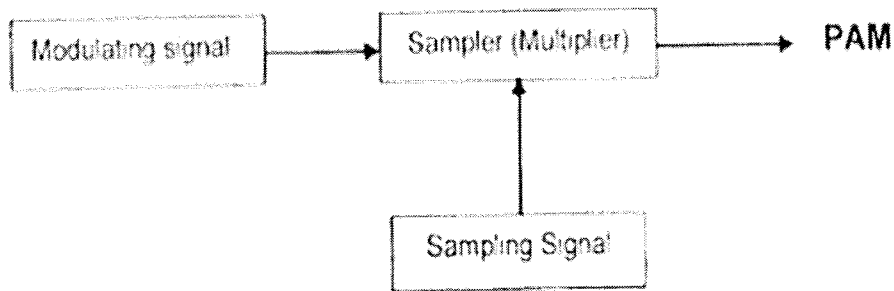 Modulating signal
Sampler (Multiplier)
PAM
Sampling Signal